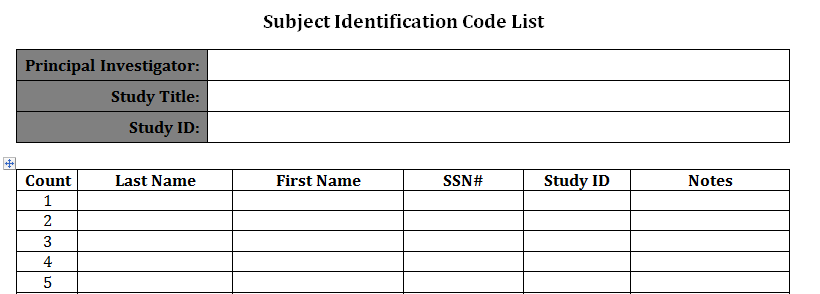 Subject Identification Code List
Principal Investigator:
Study Title:
Study ID:
Count Last Name First Name SSN# Study ID Notes
1
2
3
4
5